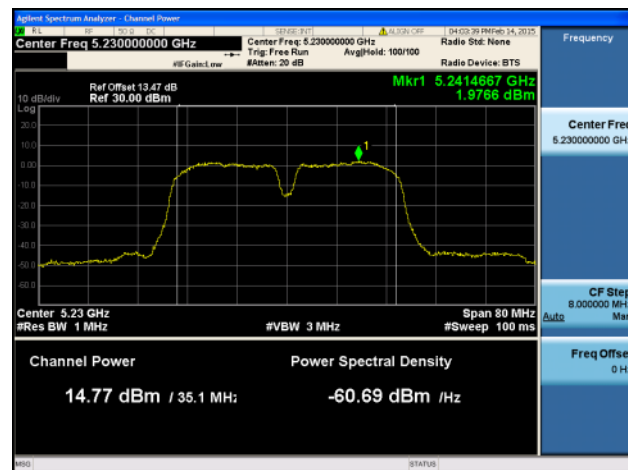 Agilent Spectrum Analyzer - Channel Power
RL RF 50 Ω DC SENSE:INT ALIGN OFF 04:03:39 PM Feb 14, 2015
Center Freq 5.230000000 GHz Center Freq: 5.230000000 GHz Radio Std: None
Trig: Free Run Avg|Hold: 100/100
#IFGain:Low #Atten: 20 dB Radio Device: BTS
Frequency
Ref Offset 13.47 dB Mkr1 5.2414667 GHz
10 dB/div Ref 30.00 dBm 1.9766 dBm
Log
20.0
10.0
0.00
-10.0
-20.0
-30.0
-40.0
-50.0
-60.0
1
Center 5.23 GHz Span 80 MHz
#Res BW 1 MHz #VBW 3 MHz #Sweep 100 ms
Channel Power Power Spectral Density
14.77 dBm / 35.1 MHz -60.69 dBm /Hz
Center Freq
5.230000000 GH
CF Step
8.000000 MH
Auto Man
Freq Offse
0 H
MSG STATUS